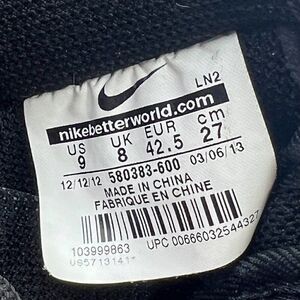 LN2
nikebetterworld.com
US UK EUR cm
9 8 42.5 27
12/12/12 580383-600 03/06/13
MADE IN CHINA
FABRIQUE EN CHINE
103999863 UPC 00666032544327
US5713141*